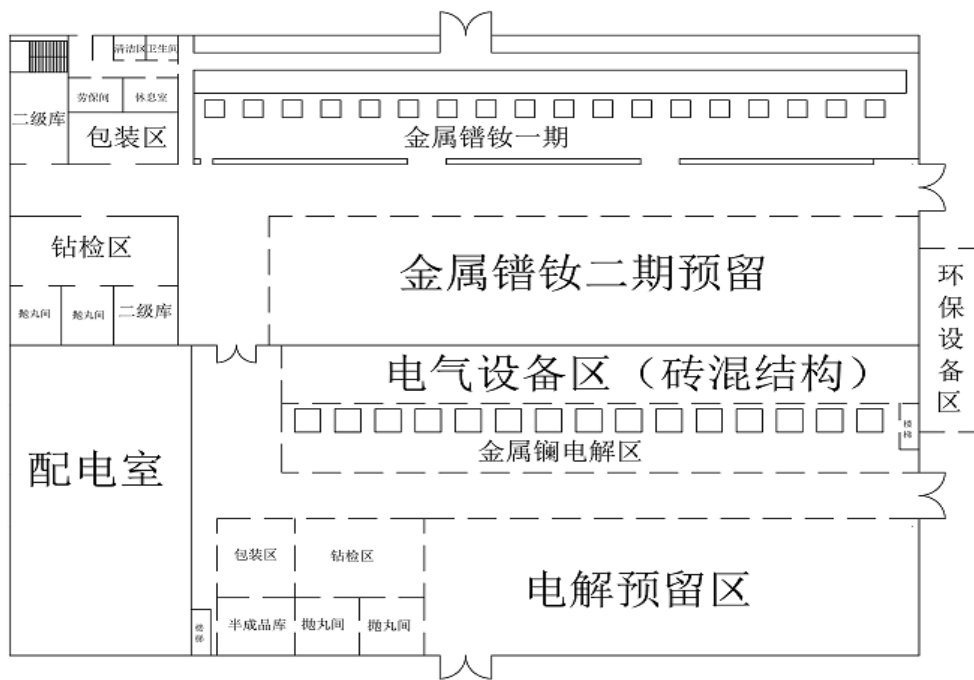 清洁区
卫生间
劳保间
休息室
二级库
包装区
金属镨钕一期
钻检区
抛丸间
抛丸间
二级库
金属镨钕二期预留
环保设备区
电气设备区（砖混结构）
楼梯
金属镧电解区
配电室
包装区
钻检区
电解预留区
半成品库
抛丸间
抛丸间
楼梯